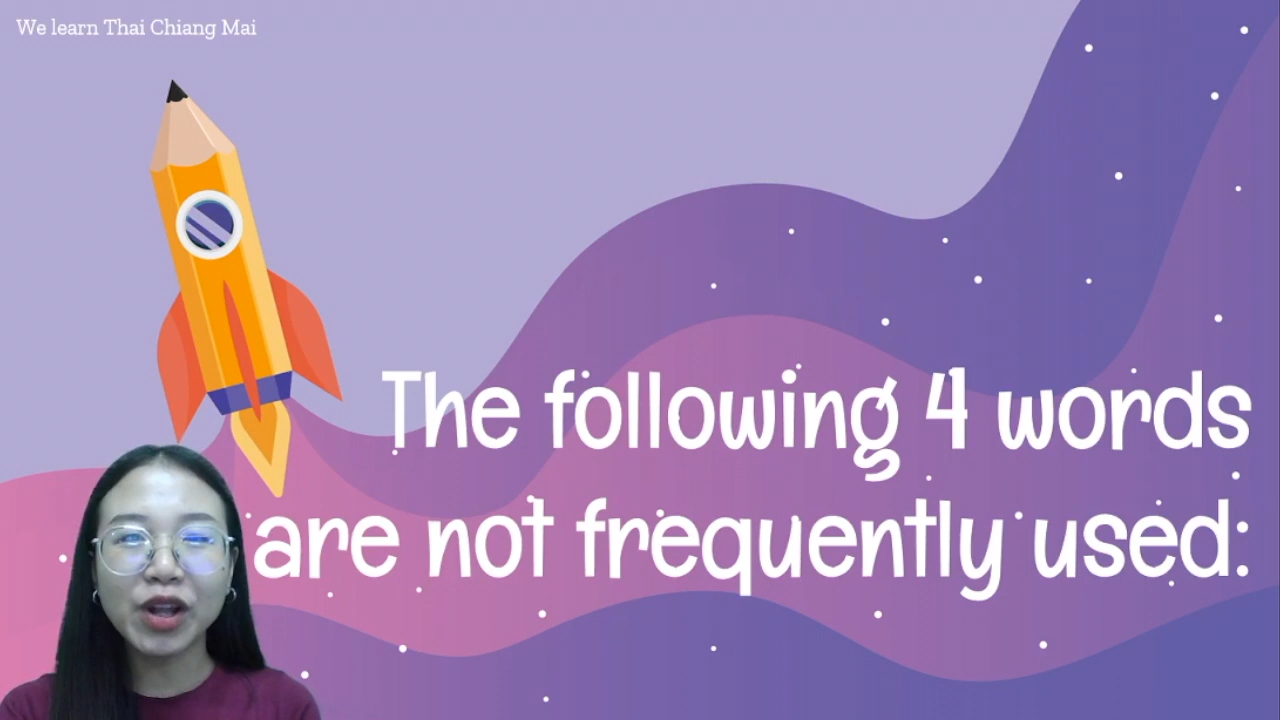 We learn Thai Chiang Mai
The following 4 words
are not frequently used: